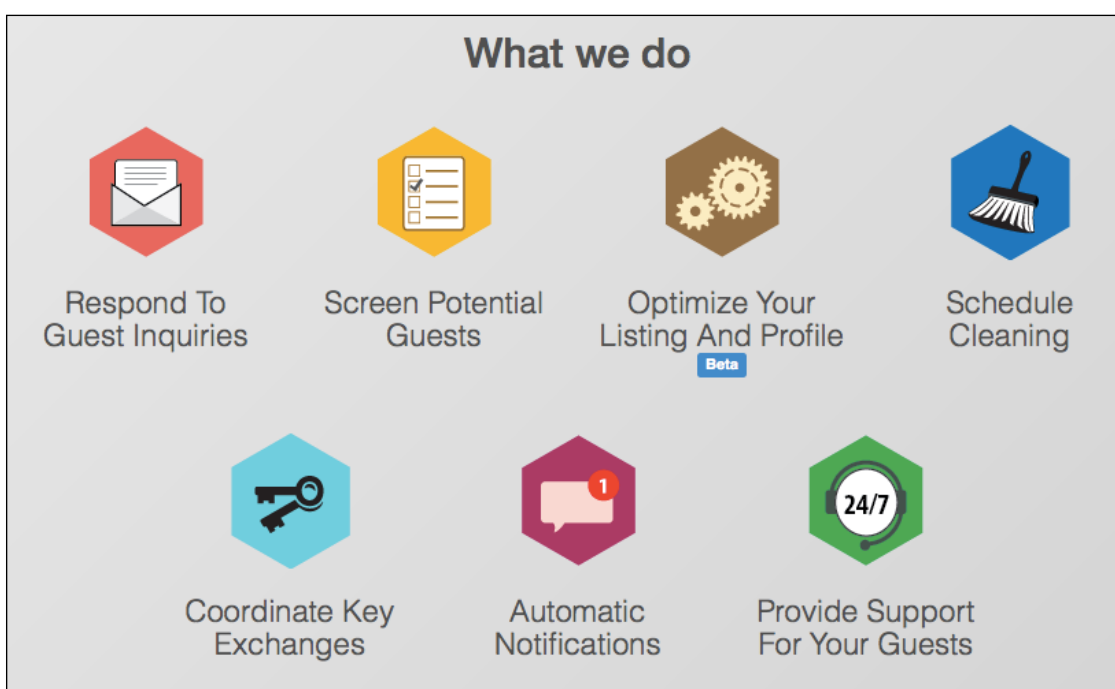 What we do
Respond To
Guest Inquiries
Screen Potential
Guests
Optimize Your
Listing And Profile
Beta
Schedule
Cleaning
Coordinate Key
Exchanges
1
Automatic
Notifications
24/7
Provide Support
For Your Guests